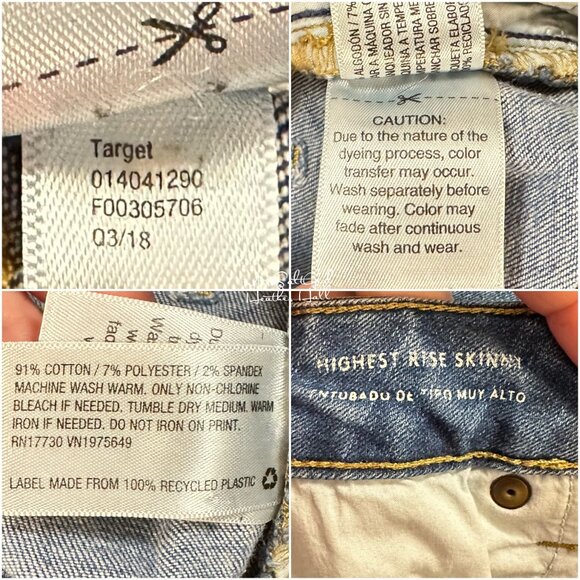 Target
014041290
F00305706
Q3/18
ALGODÓN / 7%
CAUTION:
Due to the nature of the
dyeing process, color
transfer may occur.
Wash separately before
wearing. Color may
fade after continuous
wash and wear.
91% COTTON / 7% POLYESTER / 2% SPANDEX
MACHINE WASH WARM. ONLY NON-CHLORINE
BLEACH IF NEEDED. TUMBLE DRY MEDIUM. WARM
IRON IF NEEDED. DO NOT IRON ON PRINT.
RN17730 VN1975649
LABEL MADE FROM 100% RECYCLED PLASTIC
HIGHEST RISE SKINNY
ENTUBADO DE TIRO MUY ALTO